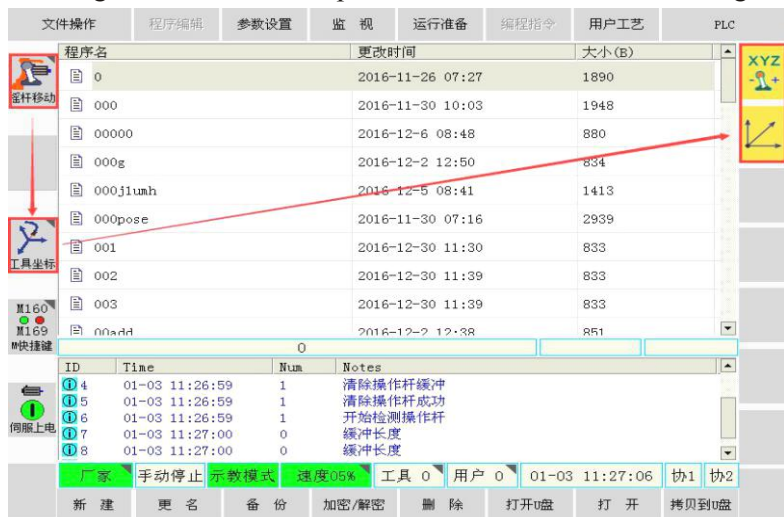 文件操作 程序编辑 参数设置 监 视 运行准备 编程指令 用户工艺 PLC
程序名 更改时间 大小(B)
0 2016-11-26 07:27 1890
000 2016-11-30 10:03 1948
00000 2016-12-6 08:48 880
000g 2016-12-2 12:50 834
000jlumh 2016-12-5 08:41 1413
000pose 2016-11-30 07:16 2939
001 2016-12-30 11:30 833
002 2016-12-30 11:39 833
003 2016-12-30 11:39 833
00add 2016-12-2 12:38 851
摇杆移动
工具坐标
M160
M169
M快捷键
伺服上电
XYZ
- +
0
ID Time Num Notes
4 01-03 11:26:59 1 清除操作杆缓冲
5 01-03 11:26:59 1 清除操作杆成功
6 01-03 11:26:59 1 开始检测操作杆
7 01-03 11:27:00 0 缓冲长度
8 01-03 11:27:00 0 缓冲长度
厂家 手动停止 示教模式 速度05% 工具 0 用户 0 01-03 11:27:06 协1 协2
新 建 更 名 备 份 加密/解密 删 除 打开U盘 打 开 拷贝到U盘